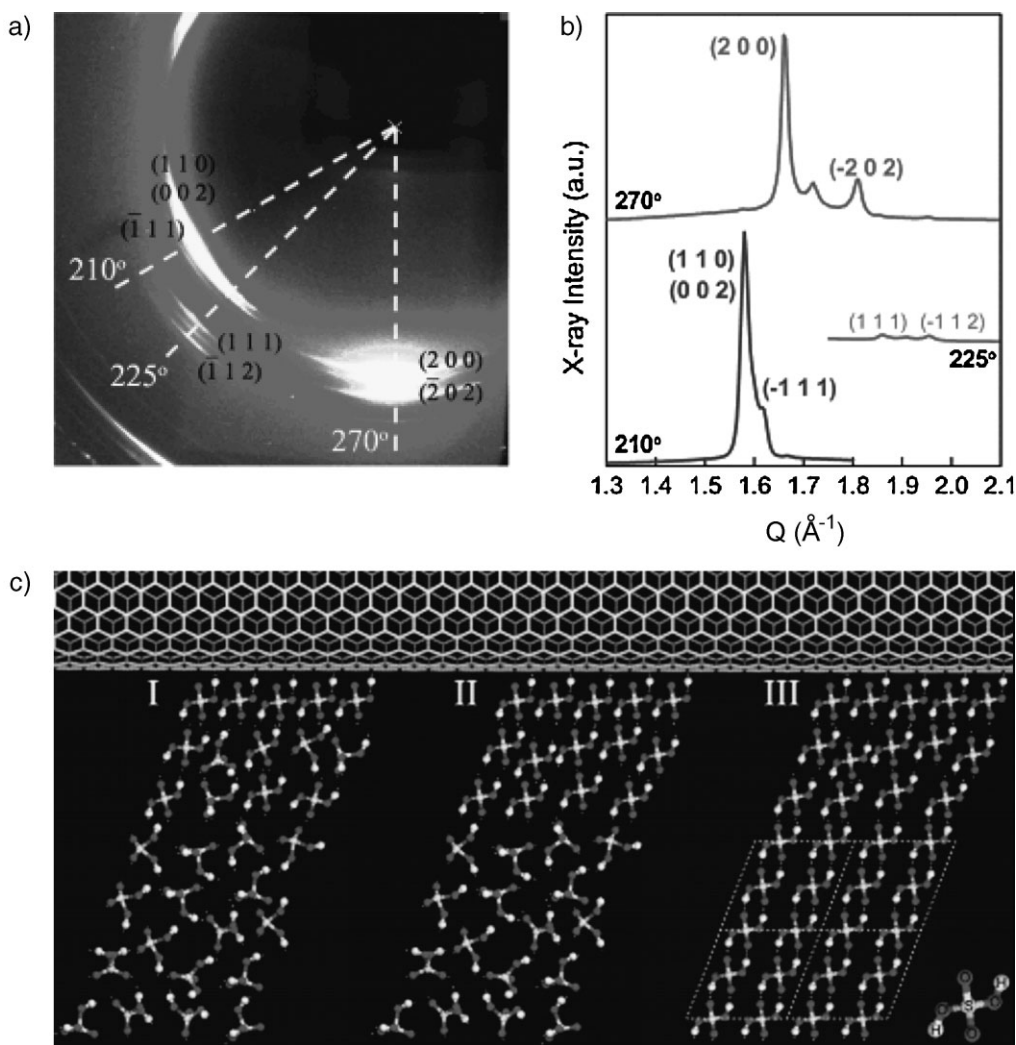 a)
(1 1 0)
(0 0 2)
(1̅ 1 1)
210°
225°
(1 1 1)
(1̅ 1 2)
(2 0 0)
(2̅ 0 2)
270°
b)
X-ray Intensity (a.u.)
(2 0 0)
(-2 0 2)
270°
(1 1 0)
(0 0 2)
(-1 1 1)
(1 1 1) (-1 1 2)
225°
210°
1.3 1.4 1.5 1.6 1.7 1.8 1.9 2.0 2.1
Q (Å⁻¹)
c)
I II III
O O H
S O
H O